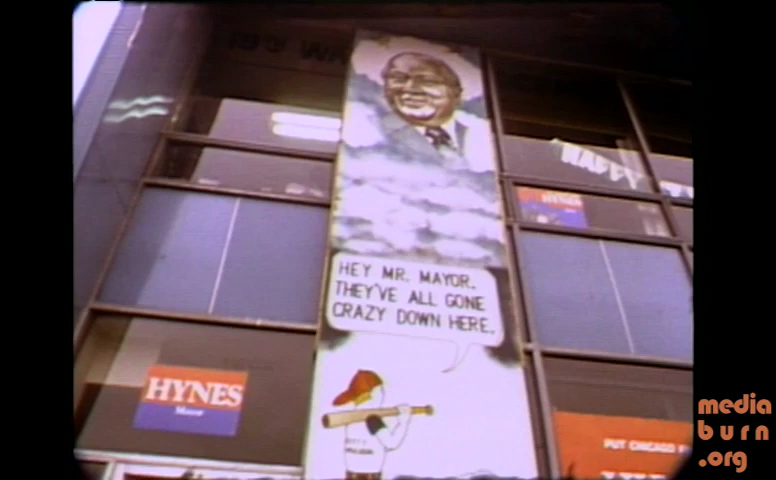 HAPPY
HYNES
HEY MR. MAYOR.
THEY'VE ALL GONE
CRAZY DOWN HERE.
HYNES
Mayor
PUT CHICAGO
media
burn
.org